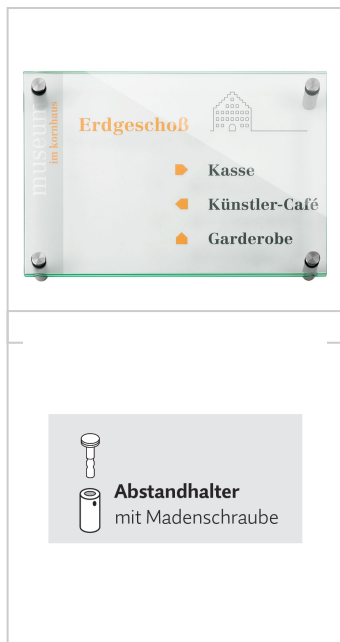 museum
im kornhaus
Erdgeschoß
Kasse
Künstler-Café
Garderobe
Abstandhalter
mit Madenschraube